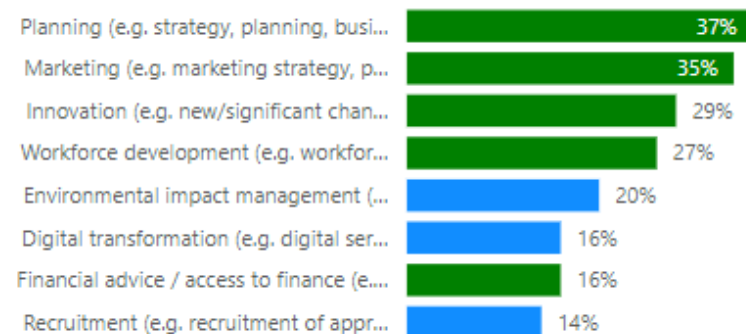 Planning (e.g. strategy, planning, busi... 37%
Marketing (e.g. marketing strategy, p... 35%
Innovation (e.g. new/significant chan... 29%
Workforce development (e.g. workfor... 27%
Environmental impact management (... 20%
Digital transformation (e.g. digital ser... 16%
Financial advice / access to finance (e.... 16%
Recruitment (e.g. recruitment of appr... 14%